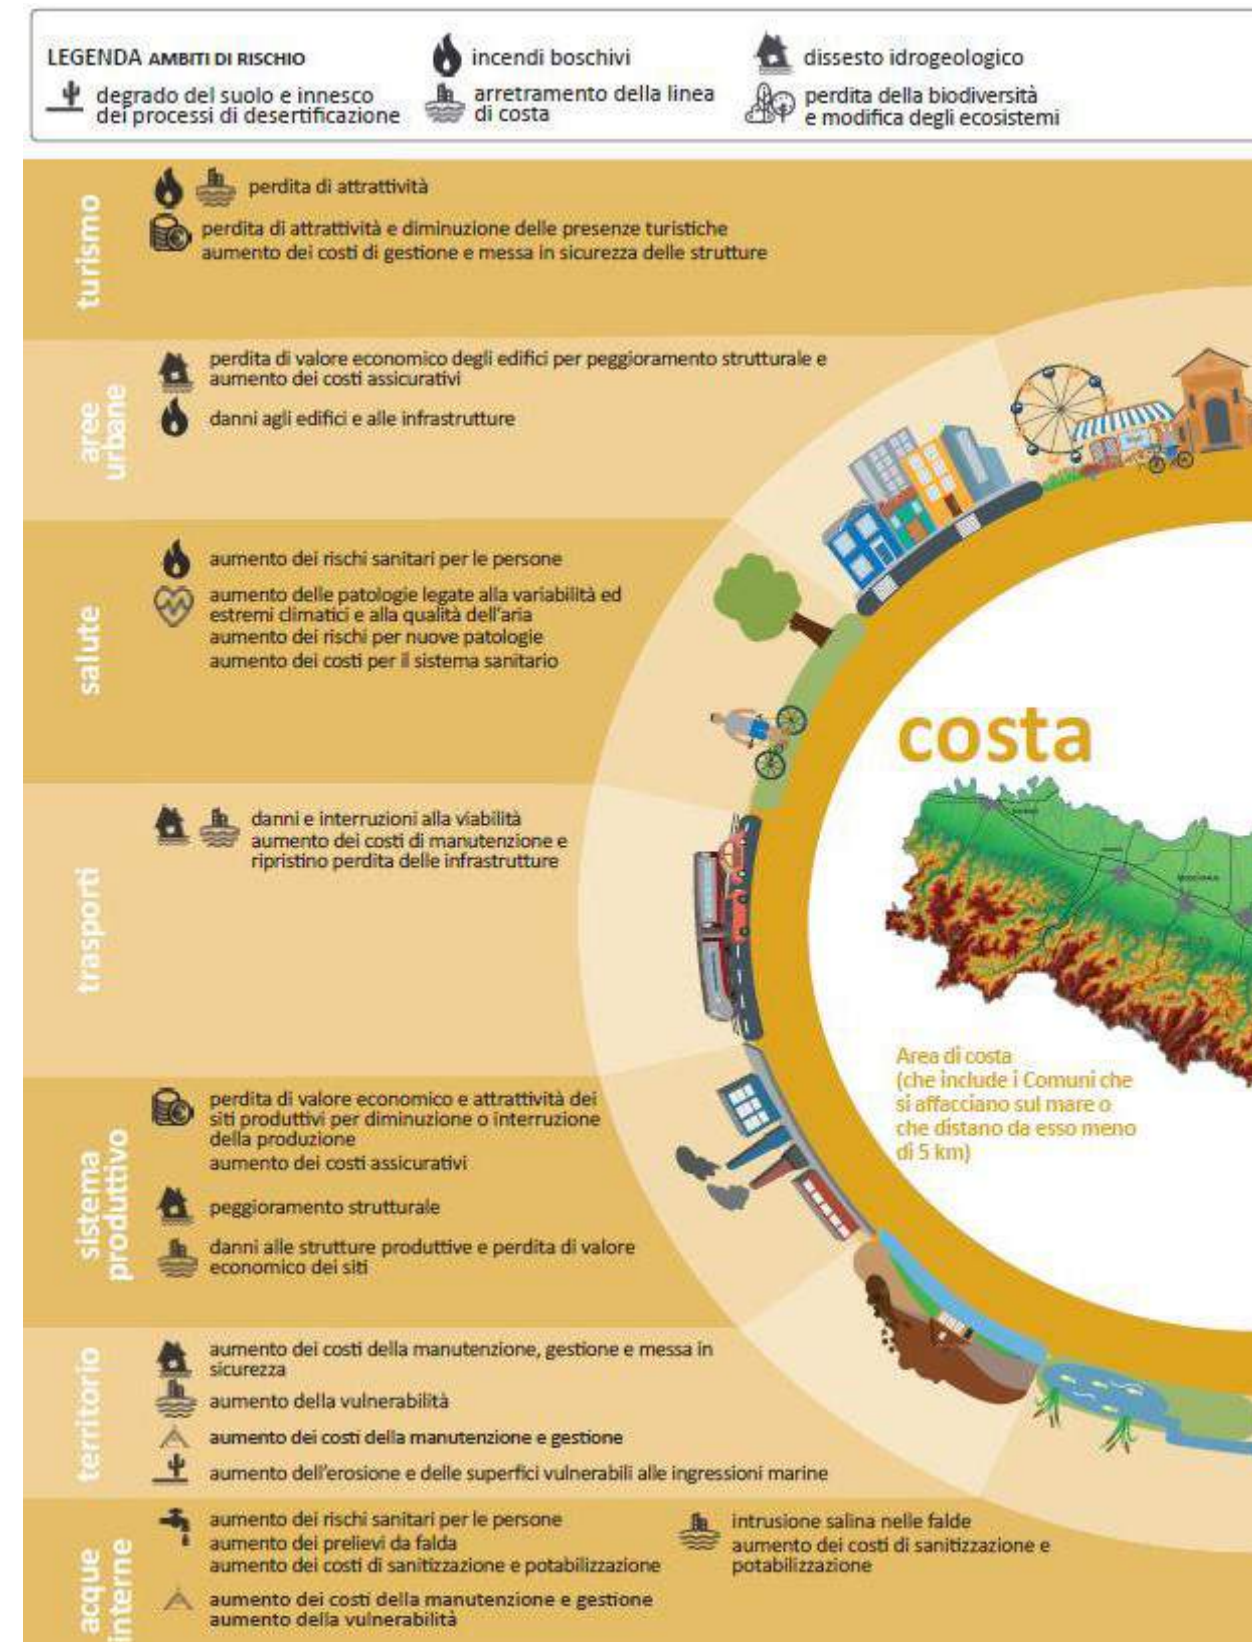 LEGENDA AMBITI DI RISCHIO
degrado del suolo e innesco
dei processi di desertificazione
incendi boschivi
arretramento della linea
di costa
dissesto idrogeologico
perdita della biodiversità
e modifica degli ecosistemi
turismo
perdita di attrattività
perdita di attrattività e diminuzione delle presenze turistiche
aumento dei costi di gestione e messa in sicurezza delle strutture
aree
urbane
perdita di valore economico degli edifici per peggioramento strutturale e
aumento dei costi assicurativi
danni agli edifici e alle infrastrutture
salute
aumento dei rischi sanitari per le persone
aumento delle patologie legate alla variabilità ed
estremi climatici e alla qualità dell'aria
aumento dei rischi per nuove patologie
aumento dei costi per il sistema sanitario
trasporti
danni e interruzioni alla viabilità
aumento dei costi di manutenzione e
ripristino perdita delle infrastrutture
sistema
produttivo
perdita di valore economico e attrattività dei
siti produttivi per diminuzione o interruzione
della produzione
aumento dei costi assicurativi
peggioramento strutturale
danni alle strutture produttive e perdita di valore
economico dei siti
territorio
aumento dei costi della manutenzione, gestione e messa in
sicurezza
aumento della vulnerabilità
aumento dei costi della manutenzione e gestione
aumento dell'erosione e delle superfici vulnerabili alle ingressioni marine
acque
interne
aumento dei rischi sanitari per le persone
aumento dei prelievi da falda
aumento dei costi di sanitizzazione e potabilizzazione
intrusione salina nelle falde
aumento dei costi di sanitizzazione e
potabilizzazione
aumento dei costi della manutenzione e gestione
aumento della vulnerabilità
costa
Area di costa
(che include i Comuni che
si affacciano sul mare o
che distano da esso meno
di 5 km)